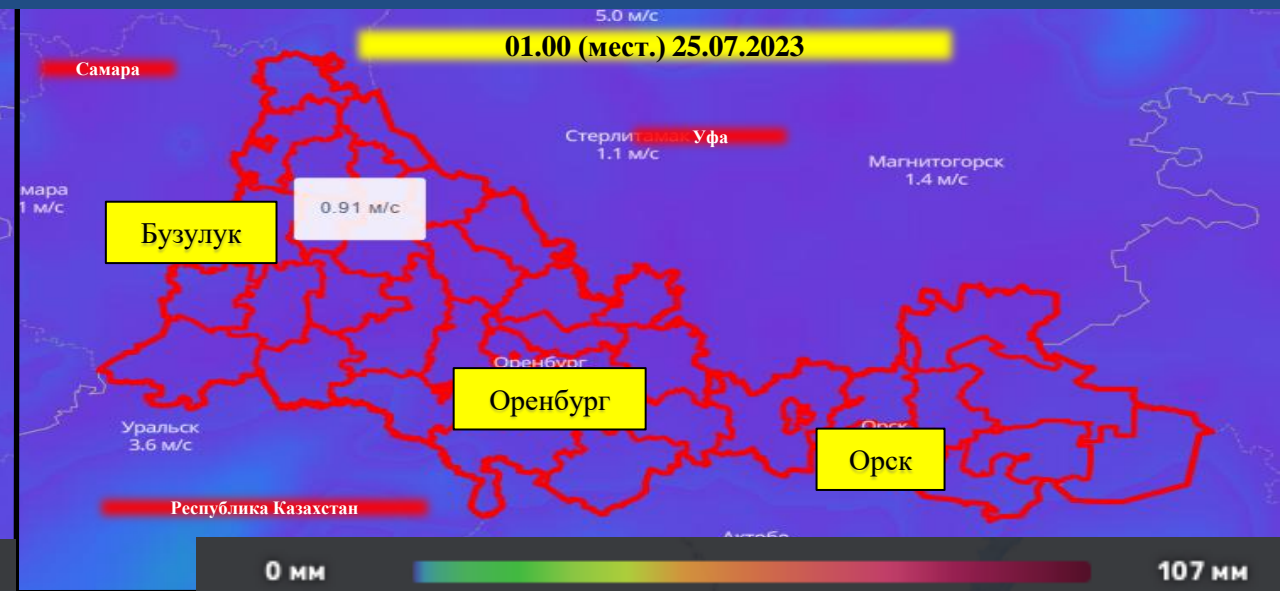 5.0 м/с
01.00 (мест.) 25.07.2023
Самара
Стерлитамак Уфа
1.1 м/с
Магнитогорск
1.4 м/с
мара
1 м/с
0.91 м/с
Бузулук
Оренбург
Оренбург
Уральск
3.6 м/с
Орск
Орск
Республика Казахстан
Актобе
0 мм
107 мм